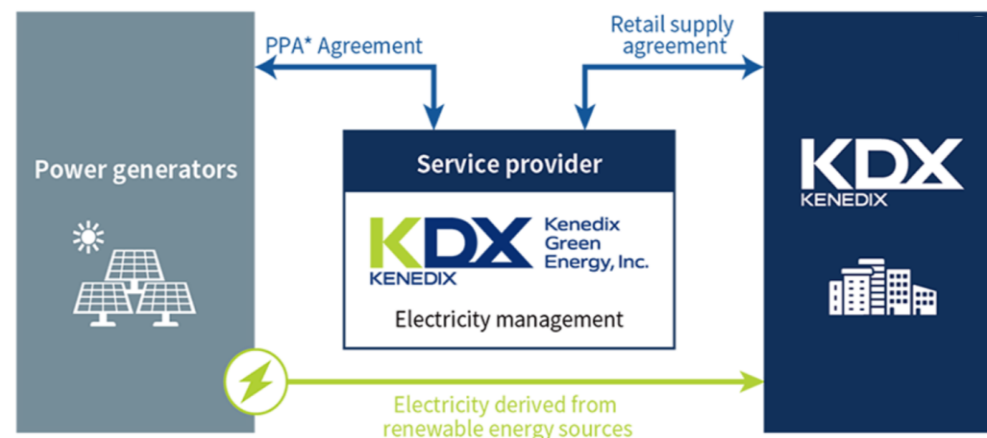 PPA* Agreement
Retail supply
agreement
Power generators
Service provider
KDX
KENEDIX
Kenedix
Green
Energy, Inc.
Electricity management
KDX
KENEDIX
Electricity derived from
renewable energy sources